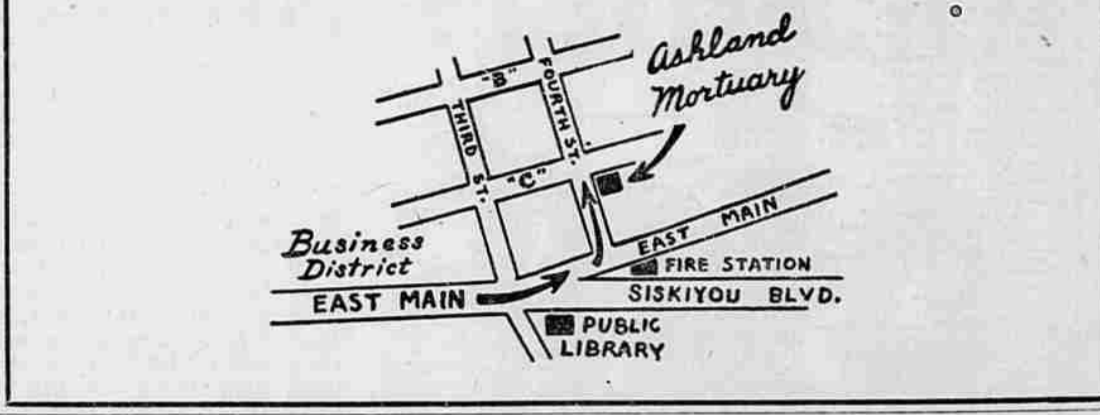 Ashland
Mortuary
"B"
FOURTH ST.
THIRD ST.
"C"
EAST MAIN
Business
District
FIRE STATION
EAST MAIN
SISKIYOU BLVD.
PUBLIC
LIBRARY